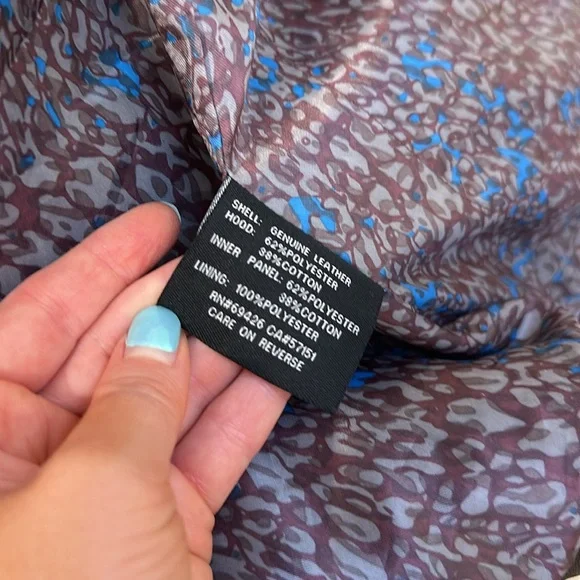 SHELL: GENUINE LEATHER
HOOD: 62%POLYESTER
38%COTTON
INNER PANEL: 62%POLYESTER
38%COTTON
LINING: 100%POLYESTER
RN#69426 CA#57151
CARE ON REVERSE